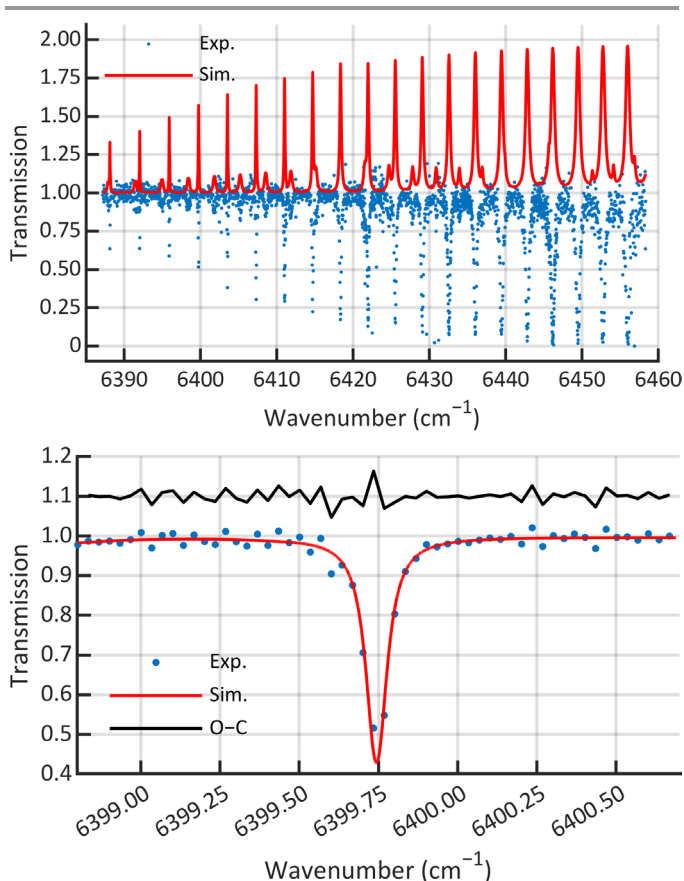 2.00
1.75
1.50
1.25
1.00
0.75
0.50
0.25
0
Transmission
Exp.
Sim.
6390 6400 6410 6420 6430 6440 6450 6460
Wavenumber (cm⁻¹)
1.2
1.1
1.0
0.9
0.8
0.7
0.6
0.5
0.4
Transmission
Exp.
Sim.
O−C
6399.00 6399.25 6399.50 6399.75 6400.00 6400.25 6400.50
Wavenumber (cm⁻¹)